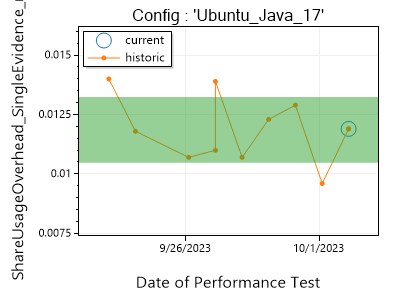 Config : 'Ubuntu_Java_17'
ShareUsageOverhead_SingleEvidence_
current
historic
0.015
0.0125
0.01
0.0075
9/26/2023
10/1/2023
Date of Performance Test